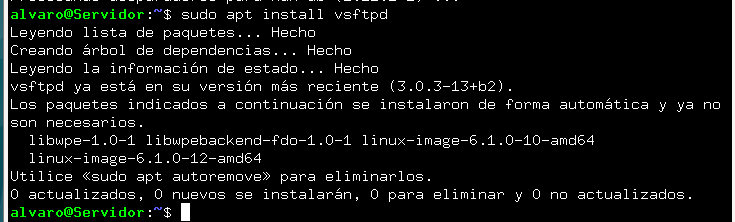 alvaro@Servidor:~$ sudo apt install vsftpd
Leyendo lista de paquetes... Hecho
Creando árbol de dependencias... Hecho
Leyendo la información de estado... Hecho
vsftpd ya está en su versión más reciente (3.0.3-13+b2).
Los paquetes indicados a continuación se instalaron de forma automática y ya no
son necesarios.
  libwpe-1.0-1 libwpebackend-fdo-1.0-1 linux-image-6.1.0-10-amd64
  linux-image-6.1.0-12-amd64
Utilice «sudo apt autoremove» para eliminarlos.
0 actualizados, 0 nuevos se instalarán, 0 para eliminar y 0 no actualizados.
alvaro@Servidor:~$